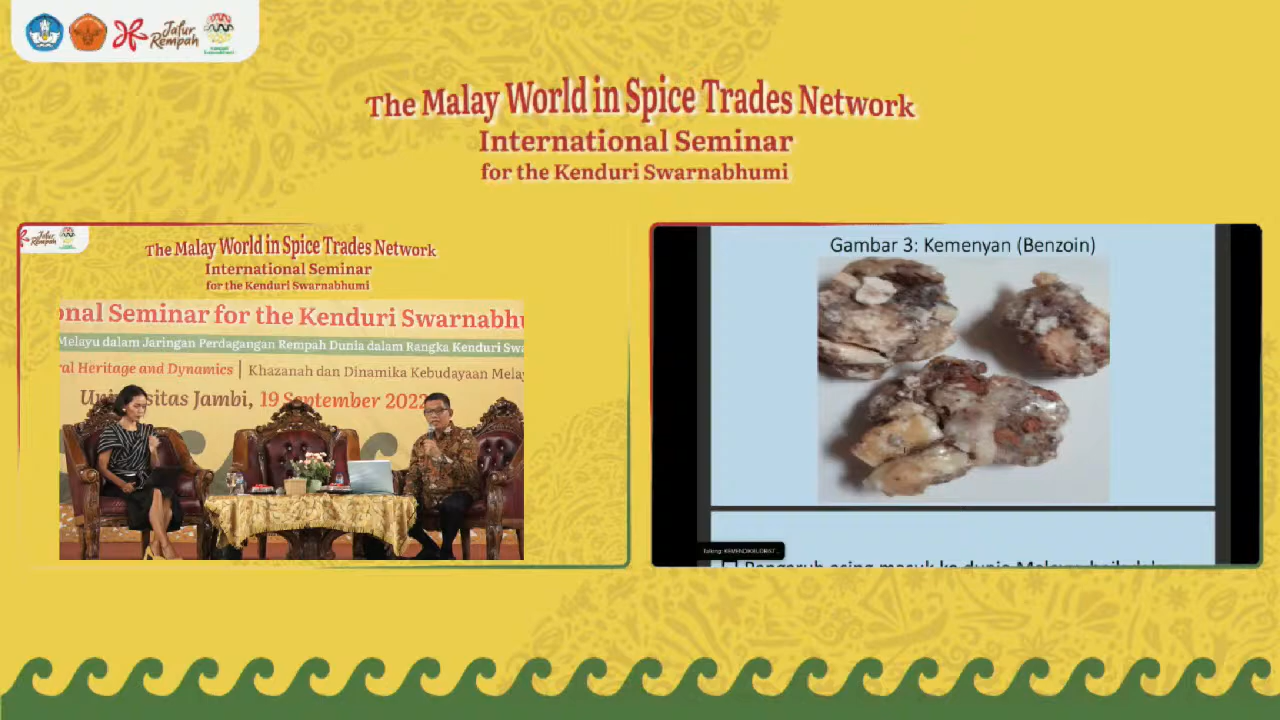 Jalur
Rempah
The Malay World in Spice Trades Network
International Seminar
for the Kenduri Swarnabhumi
Jalur
Rempah
The Malay World in Spice Trades Network
International Seminar
for the Kenduri Swarnabhumi
onal Seminar for the Kenduri Swarnabhu
Melayu dalam Jaringan Perdagangan Rempah Dunia dalam Rangka Kenduri Swa
al Heritage and Dynamics | Khazanah dan Dinamika Kebudayaan Melay
Universitas Jambi, 19 September 2022
Gambar 3: Kemenyan (Benzoin)